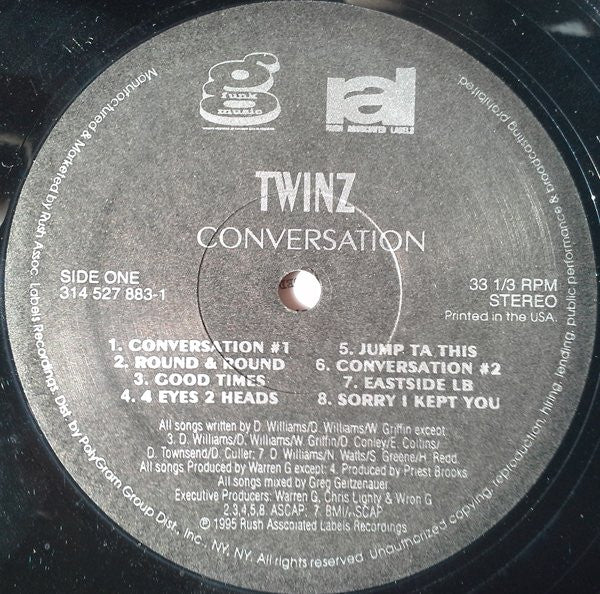 g
funk
music
ral
RUSH ASSOCIATED LABELS
TWINZ
CONVERSATION
SIDE ONE
314 527 883-1
33 1/3 RPM
STEREO
Printed in the USA.
1. CONVERSATION #1
2. ROUND & ROUND
3. GOOD TIMES
4. 4 EYES 2 HEADS
5. JUMP TA THIS
6. CONVERSATION #2
7. EASTSIDE LB
8. SORRY I KEPT YOU
All songs written by D. Williams/D. Williams/W. Griffin except:
3. D. Williams/D. Williams/W. Griffin/D. Conley/E. Collins/
D. Townsend/D. Culler; 7. D Williams/N. Watts/S. Greene/H. Redd.
All songs Produced by Warren G except: 4. Produced by Priest Brooks
All songs mixed by Greg Geitzenauer.
Executive Producers: Warren G, Chris Lighty & Wron G
2,3,4,5,8. ASCAP; 7. BMI/ASCAP
℗ 1995 Rush Associated Labels Recordings
Manufactured & Marketed by Rush Assoc. Labels Recordings. Dist. by PolyGram Group Dist., Inc., NY, NY. All rights reserved. Unauthorized copying, reproduction, hiring, lending, public performance & broadcasting prohibited.